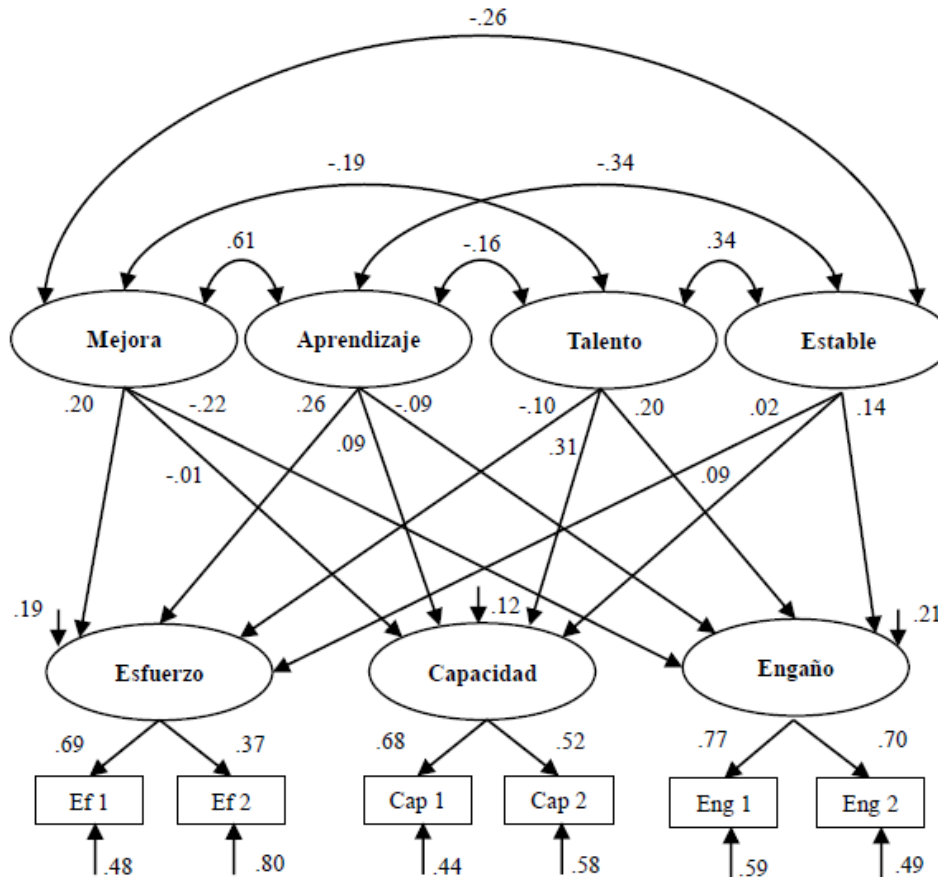 -.26
-.19 -.34
.61 -.16 .34
Mejora Aprendizaje Talento Estable
.20 -.22 .26 -.09 -.10 .20 .02 .14
-.01 .09 .31 .09
.19 .12 .21
Esfuerzo Capacidad Engaño
.69 .37 .68 .52 .77 .70
Ef 1 Ef 2 Cap 1 Cap 2 Eng 1 Eng 2
.48 .80 .44 .58 .59 .49